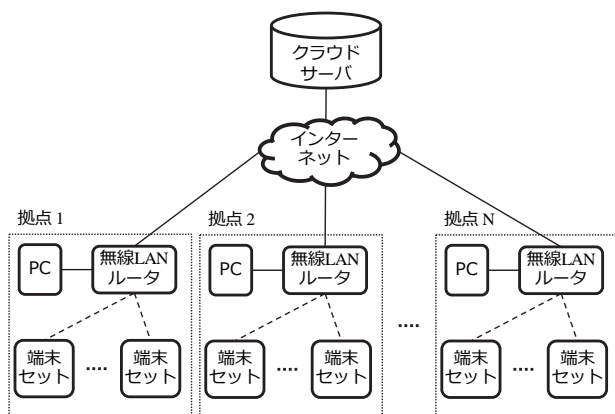 クラウド
サーバ
インター
ネット
拠点 1
拠点 2
拠点 N
PC
無線LAN
ルータ
PC
無線LAN
ルータ
PC
無線LAN
ルータ
....
端末
セット
....
端末
セット
端末
セット
....
端末
セット
端末
セット
....
端末
セット